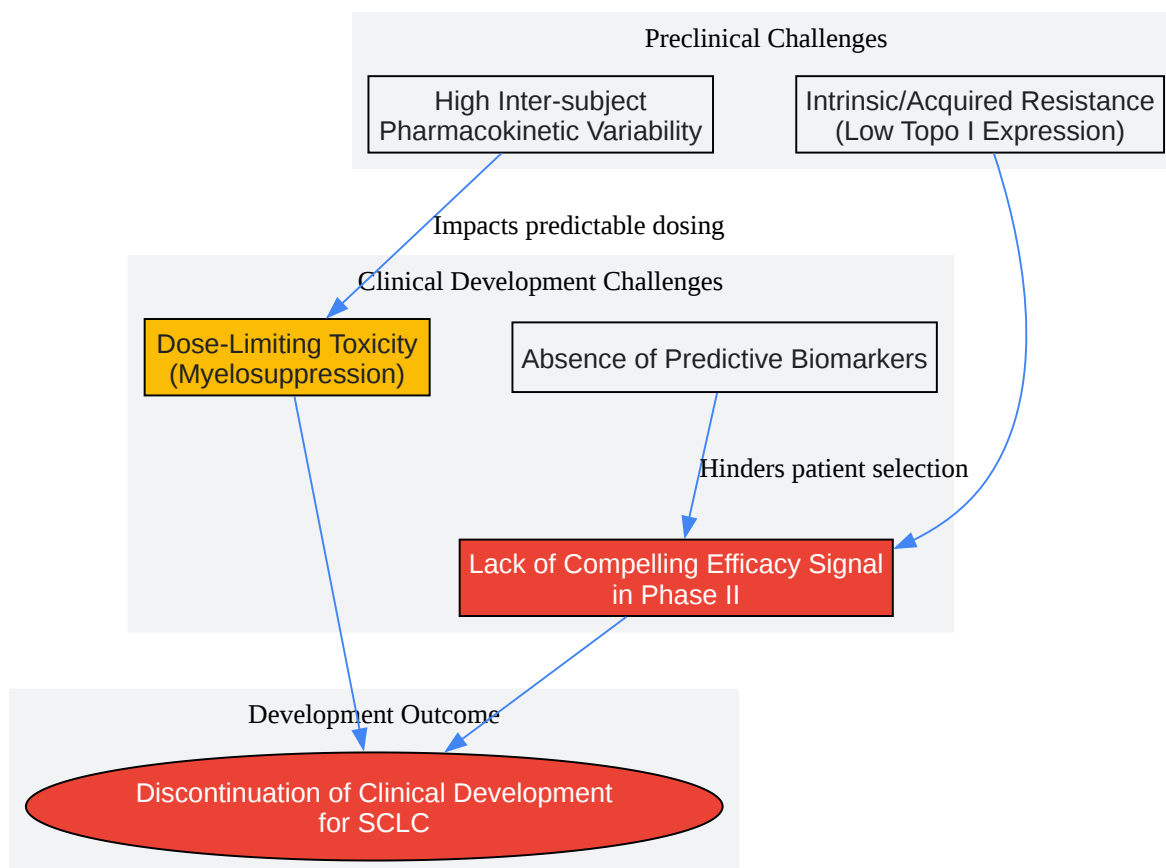 Preclinical Challenges
High Inter-subject
Pharmacokinetic Variability
Intrinsic/Acquired Resistance
(Low Topo I Expression)
Impacts predictable dosing
Clinical Development Challenges
Dose-Limiting Toxicity
(Myelosuppression)
Absence of Predictive Biomarkers
Hinders patient selection
Lack of Compelling Efficacy Signal
in Phase II
Development Outcome
Discontinuation of Clinical Development
for SCLC